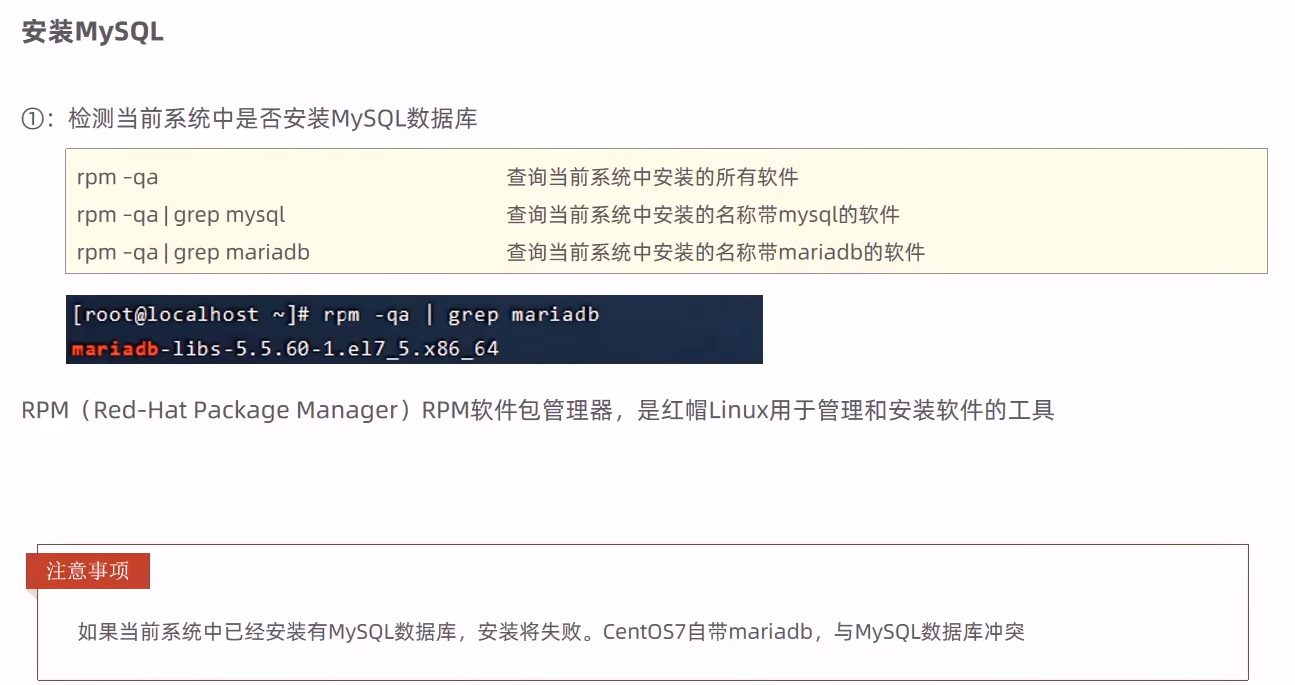 安装MySQL
①：检测当前系统中是否安装MySQL数据库
rpm -qa 查询当前系统中安装的所有软件
rpm -qa | grep mysql 查询当前系统中安装的名称带mysql的软件
rpm -qa | grep mariadb 查询当前系统中安装的名称带mariadb的软件
[root@localhost ~]# rpm -qa | grep mariadb
mariadb-libs-5.5.60-1.el7_5.x86_64
RPM（Red-Hat Package Manager）RPM软件包管理器，是红帽Linux用于管理和安装软件的工具
注意事项
如果当前系统中已经安装有MySQL数据库，安装将失败。CentOS7自带mariadb，与MySQL数据库冲突